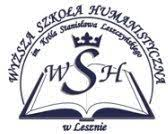 WYŻSZA SZKOŁA HUMANISTYCZNA
im. Króla Stanisława Leszczyńskiego
WSH
w Lesznie